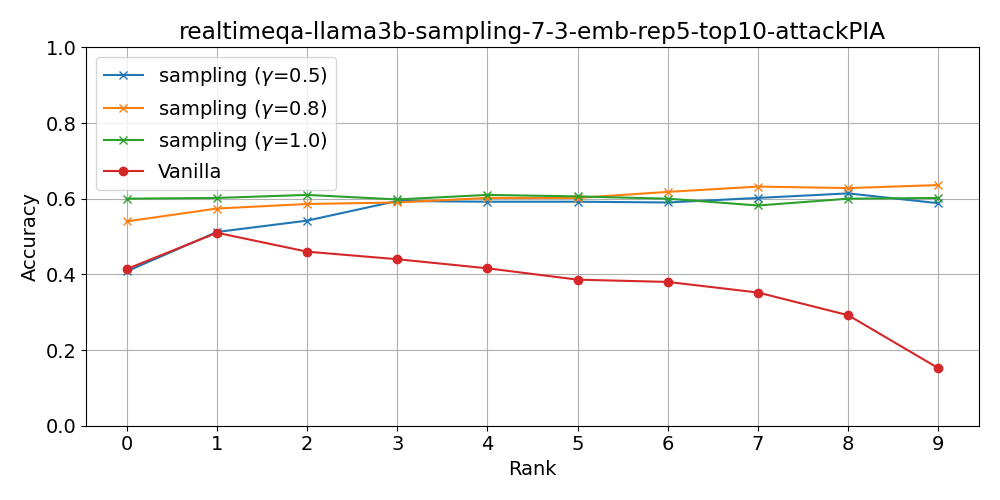 realtimeqa-llama3b-sampling-7-3-emb-rep5-top10-attackPIA
1.0
0.8
0.6
0.4
0.2
0.0
Accuracy
sampling (γ=0.5)
sampling (γ=0.8)
sampling (γ=1.0)
Vanilla
0 1 2 3 4 5 6 7 8 9
Rank